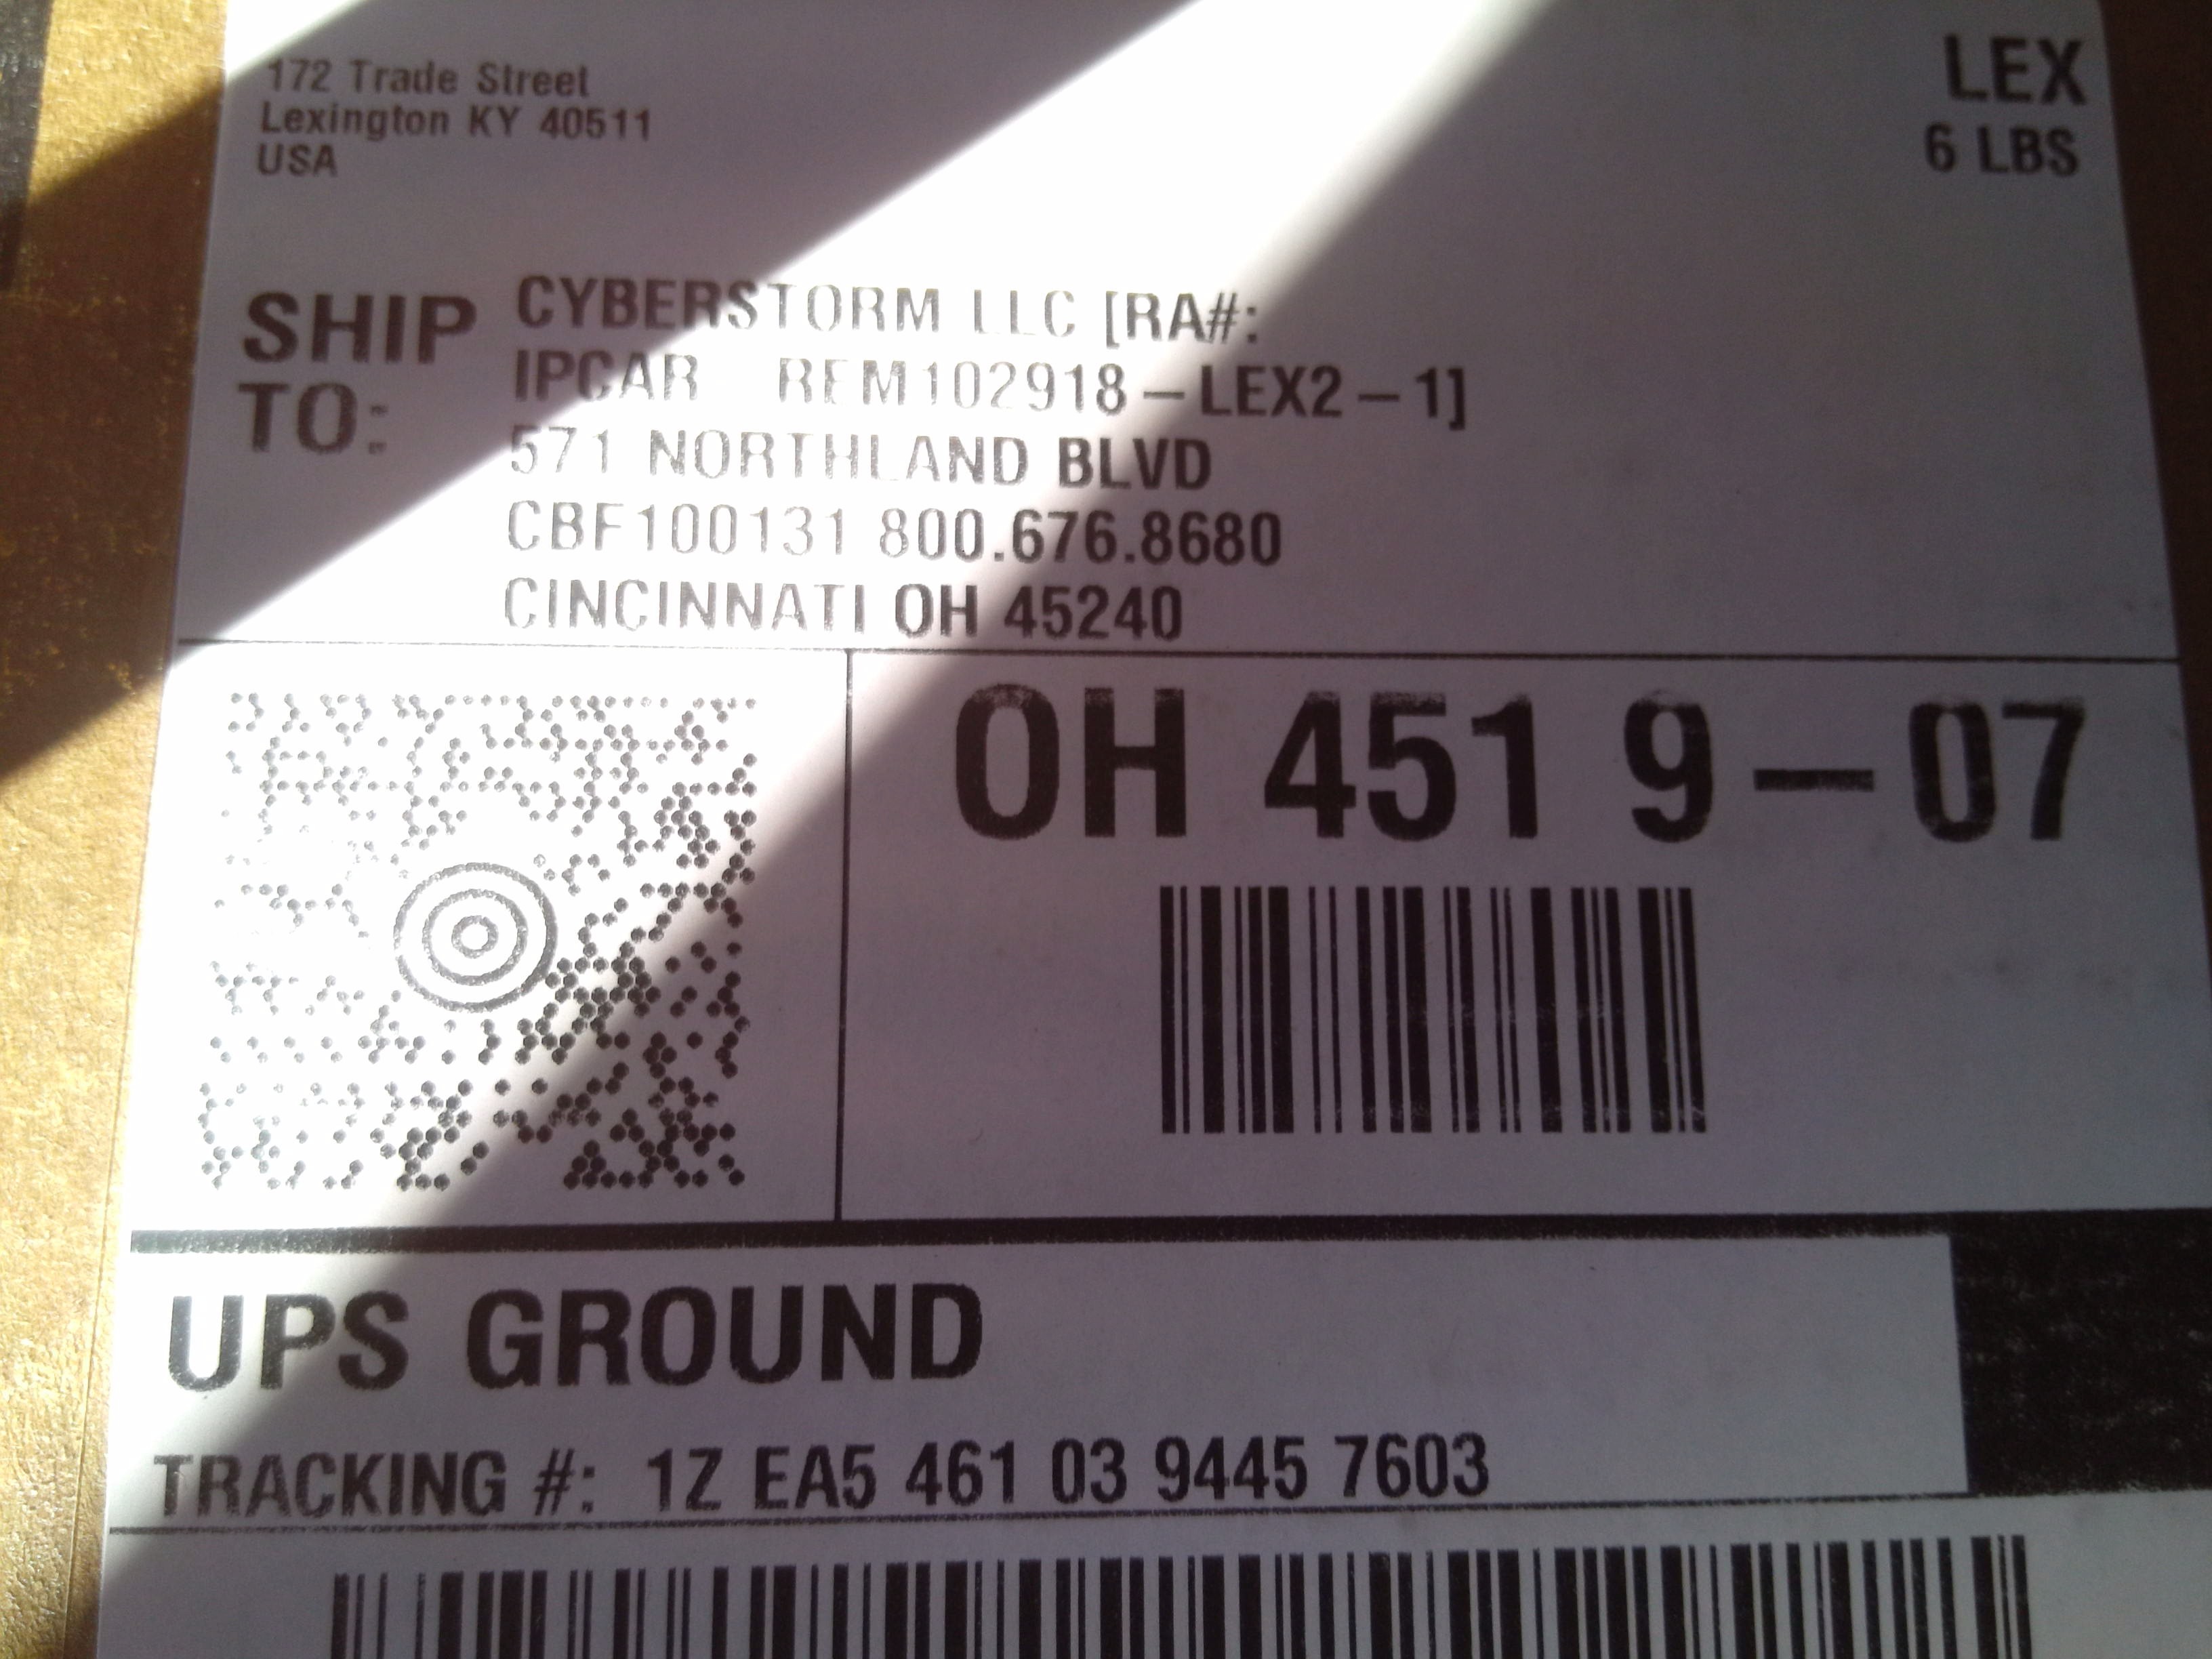 172 Trade Street
Lexington KY 40511
USA
LEX
6 LBS
SHIP
TO:
CYBERSTORM LLC [RA#:
IPCAR REM102918-LEX2-1]
571 NORTHLAND BLVD
CBF100131 800.676.8680
CINCINNATI OH 45240
OH 451 9-07
UPS GROUND
TRACKING #: 1Z EA5 461 03 9445 7603